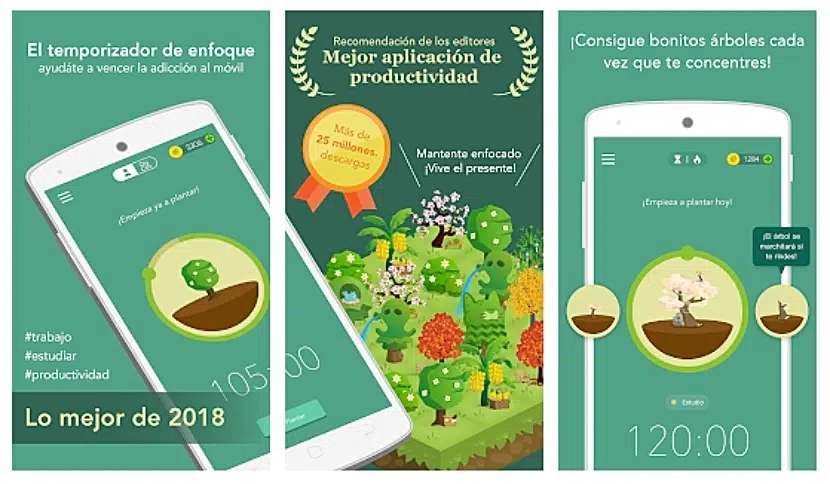 El temporizador de enfoque
ayudáte a vencer la adicción al móvil
¡Empieza ya a plantar!
#trabajo
#estudiar
#productividad
Lo mejor de 2018
105:00
Plantar
Recomendación de los editores
Mejor aplicación de
productividad
Más de
25 millones.
descargas
Mantente enfocado
¡Vive el presente!
¡Consigue bonitos árboles cada
vez que te concentres!
1284
¡Empieza a plantar hoy!
¡El árbol se
marchitará si
te rindes!
Estudio
120:00